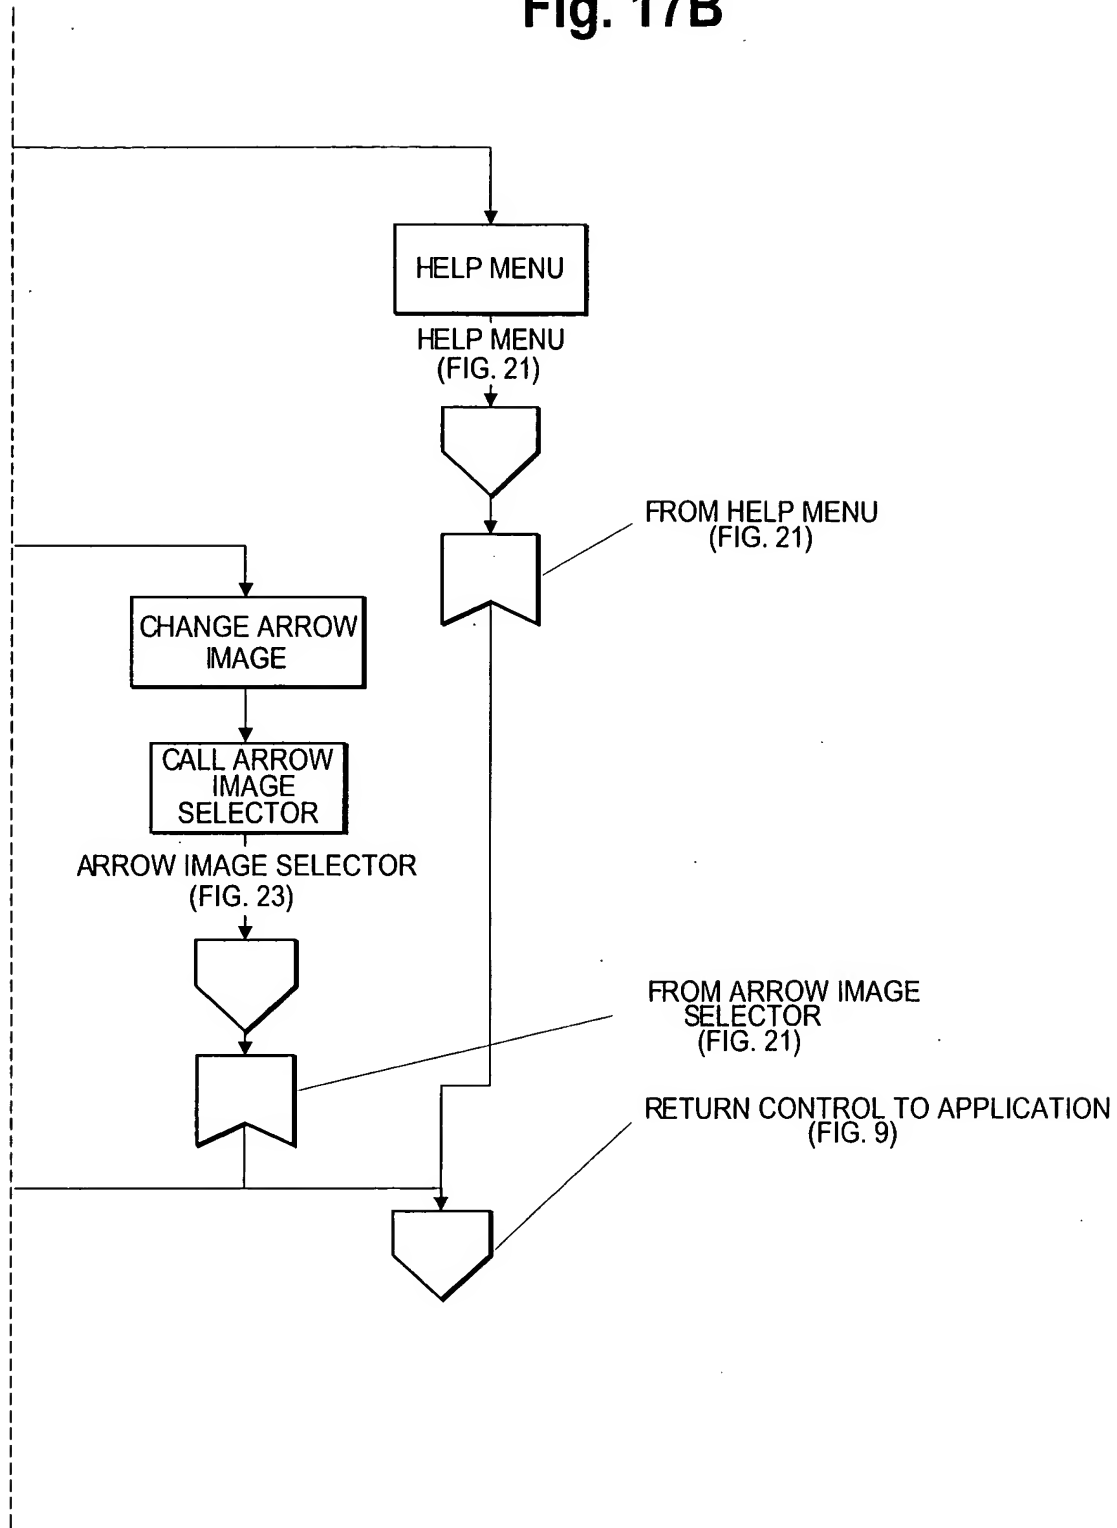 Fig. 17B
HELP MENU
HELP MENU
(FIG. 21)
FROM HELP MENU
(FIG. 21)
CHANGE ARROW
IMAGE
CALL ARROW
IMAGE
SELECTOR
ARROW IMAGE SELECTOR
(FIG. 23)
FROM ARROW IMAGE
SELECTOR
(FIG. 21)
RETURN CONTROL TO APPLICATION
(FIG. 9)